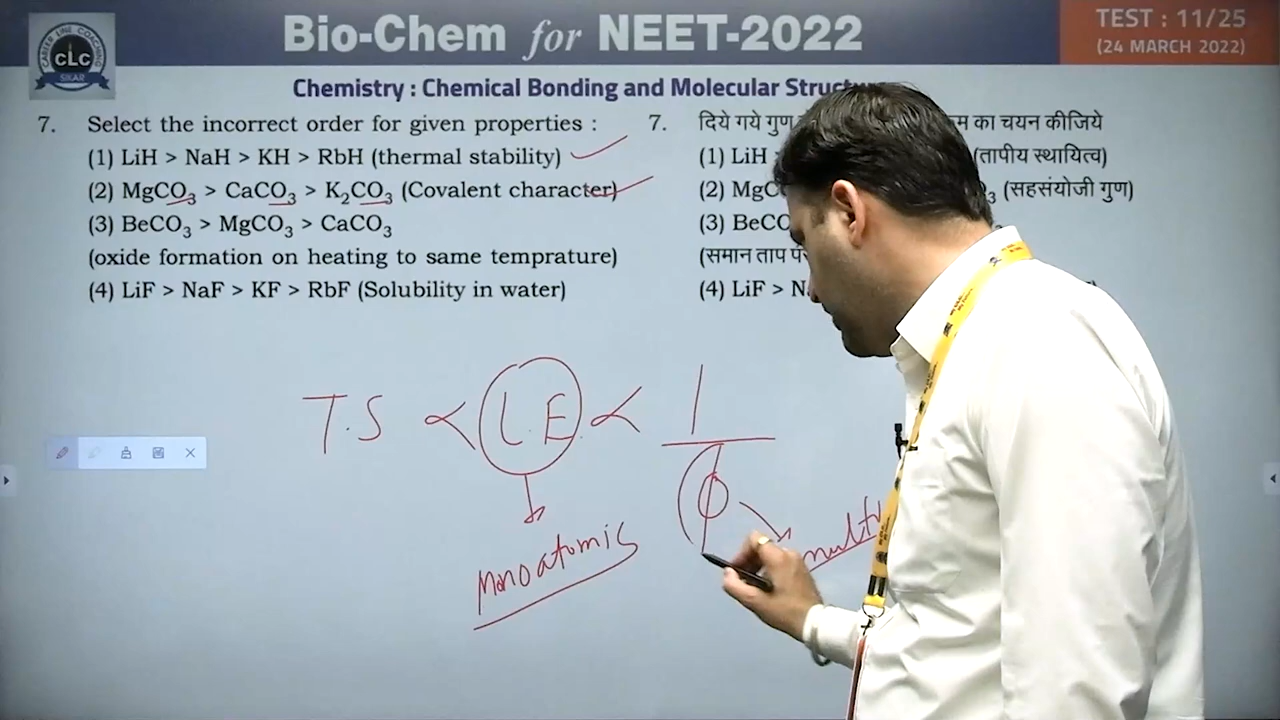 CAREER LINE COACHING
CLC
SIKAR
Bio-Chem for NEET-2022
TEST : 11/25
(24 MARCH 2022)
Chemistry : Chemical Bonding and Molecular
7. Select the incorrect order for given properties :
(1) LiH > NaH > KH > RbH (thermal stability)
(2) MgCO₃ > CaCO₃ > K₂CO₃ (Covalent character)
(3) BeCO₃ > MgCO₃ > CaCO₃
(oxide formation on heating to same temprature)
(4) LiF > NaF > KF > RbF (Solubility in water)
7. दिये गये गुण का चयन कीजिये
(1) LiH (तापीय स्थायित्व)
(2) MgC (सहसंयोजी गुण)
(3) BeCO
(समान ताप
(4) LiF > N
T.S ∝ L.E ∝ 1
ϕ
Monoatomic